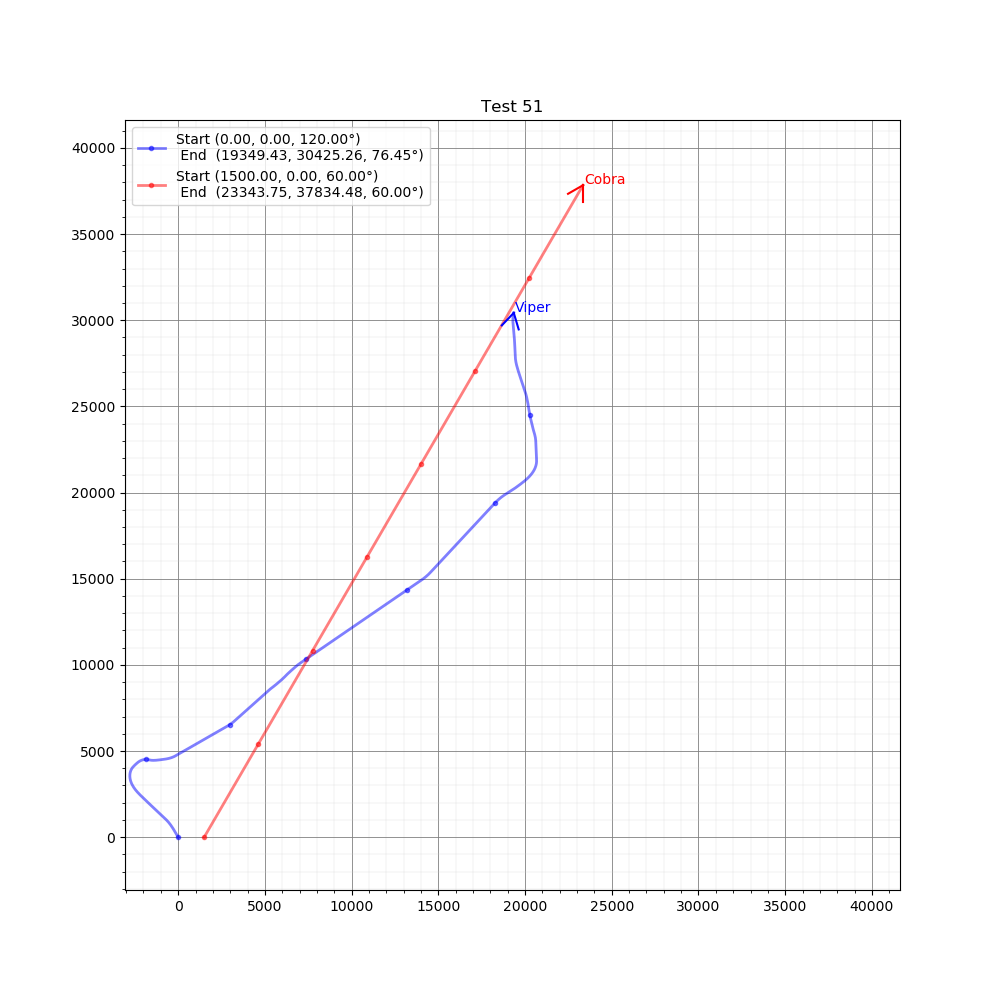 Test 51
Start (0.00, 0.00, 120.00°)
End (19349.43, 30425.26, 76.45°)
Start (1500.00, 0.00, 60.00°)
End (23343.75, 37834.48, 60.00°)
Cobra
Viper
40000
35000
30000
25000
20000
15000
10000
5000
0
0 5000 10000 15000 20000 25000 30000 35000 40000